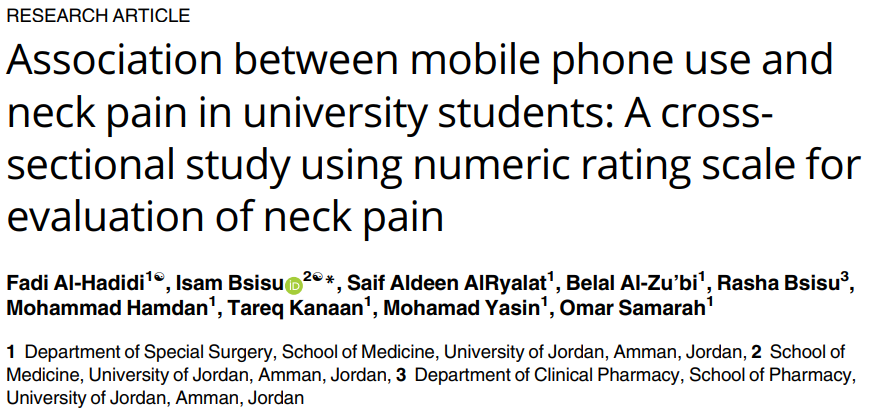 RESEARCH ARTICLE
Association between mobile phone use and
neck pain in university students: A cross-
sectional study using numeric rating scale for
evaluation of neck pain
Fadi Al-Hadidi1☯, Isam Bsisu iD 2☯*, Saif Aldeen AlRyalat1, Belal Al-Zu’bi1, Rasha Bsisu3,
Mohammad Hamdan1, Tareq Kanaan1, Mohamad Yasin1, Omar Samarah1
1 Department of Special Surgery, School of Medicine, University of Jordan, Amman, Jordan, 2 School of
Medicine, University of Jordan, Amman, Jordan, 3 Department of Clinical Pharmacy, School of Pharmacy,
University of Jordan, Amman, Jordan